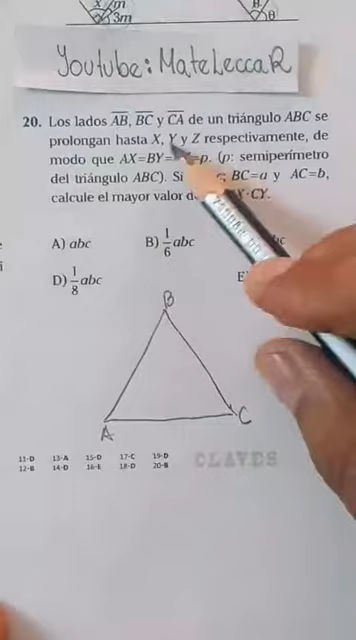 x m
3m
B
θ
Youtube: MateLeccaR
20. Los lados AB, BC y CA de un triángulo ABC se
prolongan hasta X, Y y Z respectivamente, de
modo que AX=BY= =p. (p: semiperímetro
del triángulo ABC). Si BC=a y AC=b,
calcule el mayor valor d ·CY.
A) abc
B) 1/6 abc
D) 1/8 abc
E
B
A
C
11-D 13-A 15-D 17-C 19-D
12-B 14-D 16-E 18-D 20-B
CLAVES